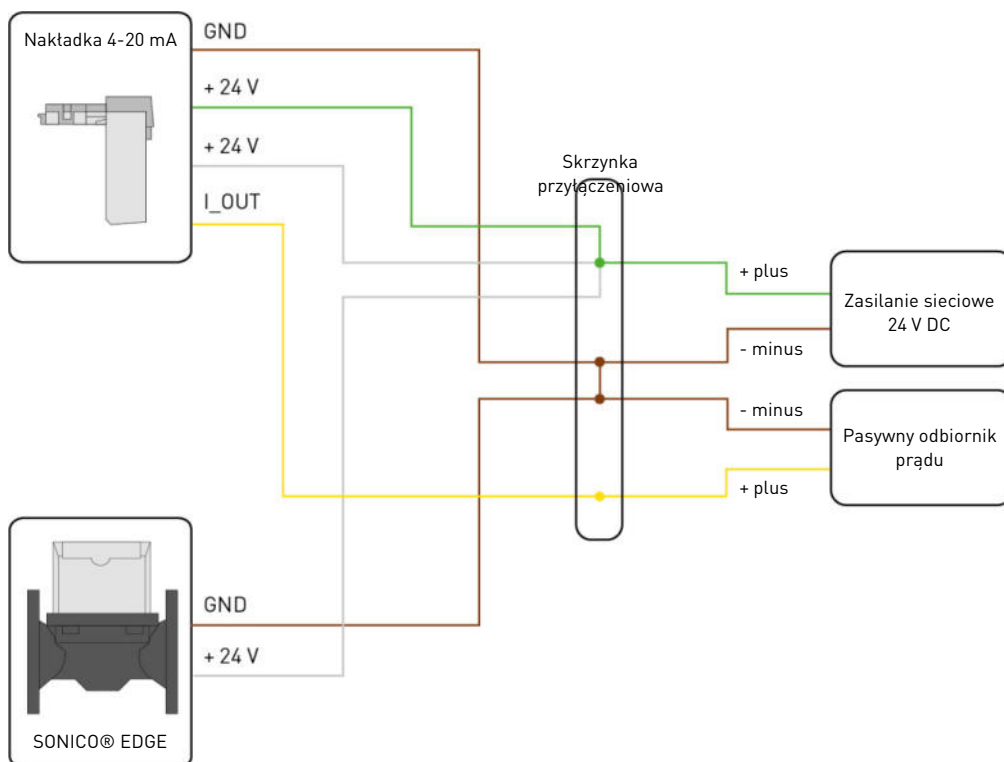 Nakładka 4-20 mA
GND
+ 24 V
+ 24 V
I_OUT
Skrzynka
przyłączeniowa
+ plus
- minus
Zasilanie sieciowe
24 V DC
- minus
+ plus
Pasywny odbiornik
prądu
GND
+ 24 V
SONICO® EDGE